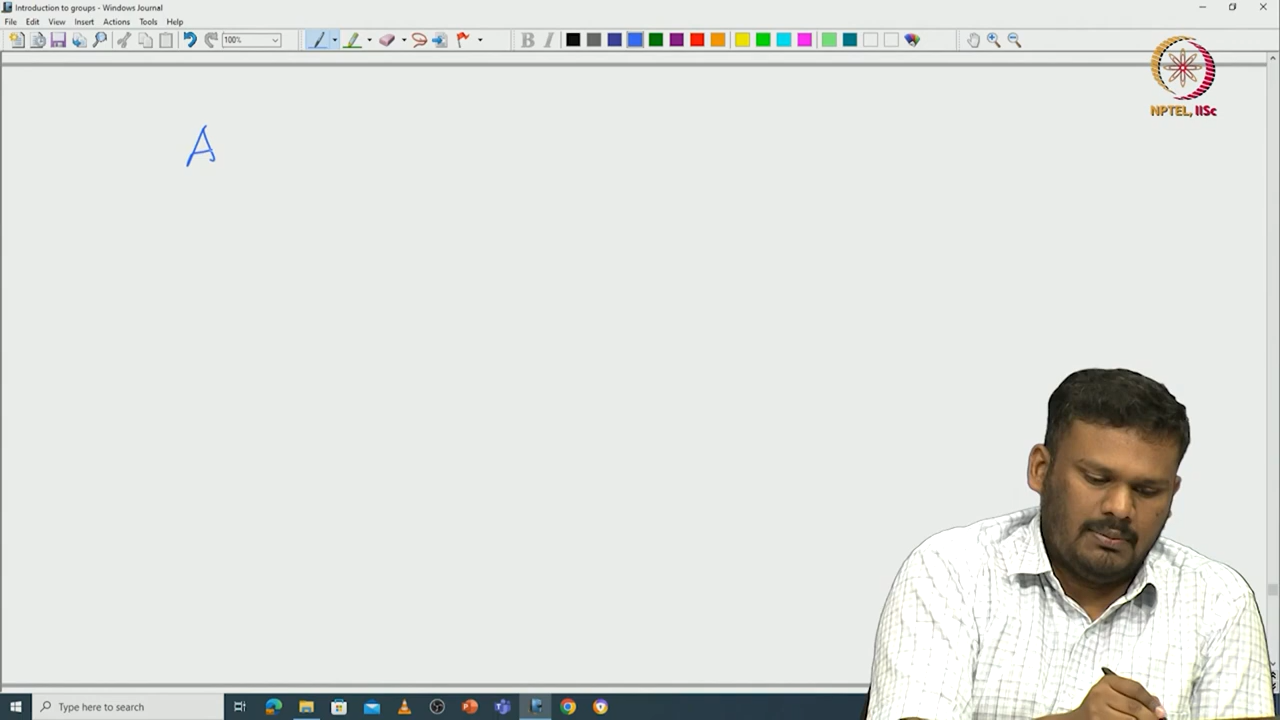 Introduction to groups - Windows Journal
File Edit View Insert Actions Tools Help
100% B I
NPTEL, IISc
A
Type here to search